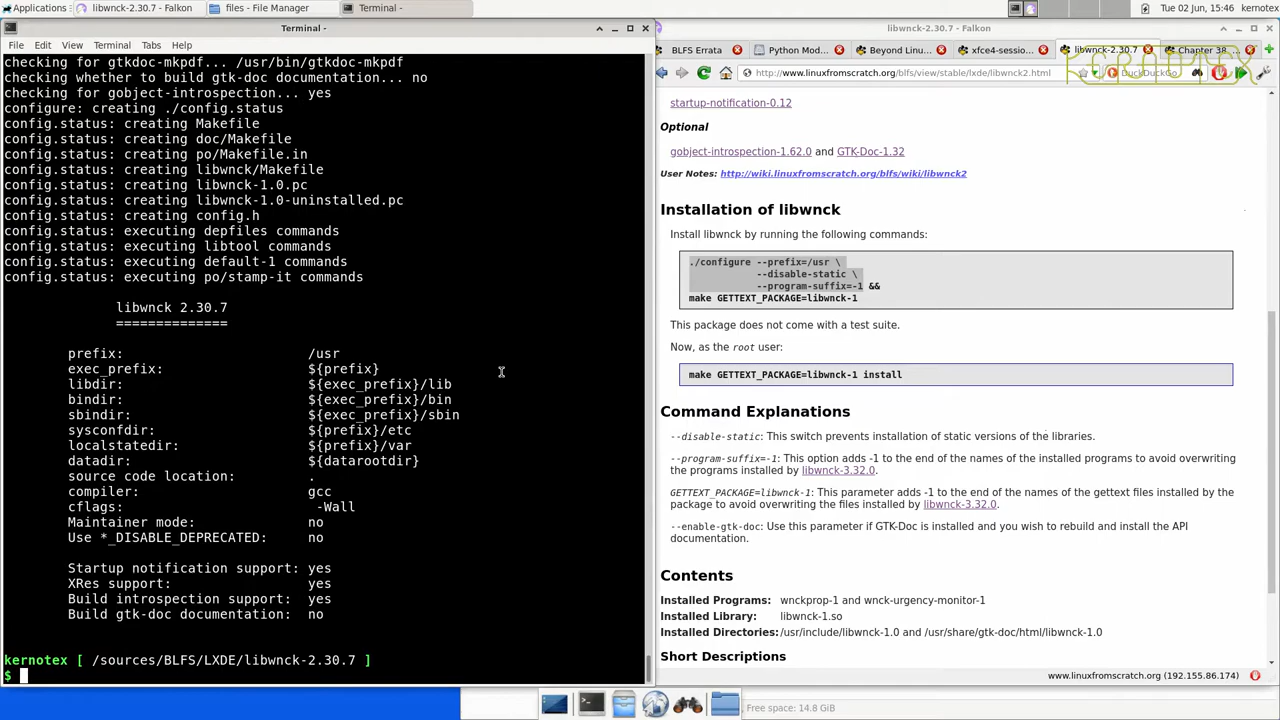 Applications
libwnck-2.30.7 - Falkon
files - File Manager
Terminal -
Tue 02 Jun, 15:46
kernotex
Terminal -
File Edit View Terminal Tabs Help
checking for gtkdoc-mkpdf... /usr/bin/gtkdoc-mkpdf
checking whether to build gtk-doc documentation... no
checking for gobject-introspection... yes
configure: creating ./config.status
config.status: creating Makefile
config.status: creating doc/Makefile
config.status: creating po/Makefile.in
config.status: creating libwnck/Makefile
config.status: creating libwnck-1.0.pc
config.status: creating libwnck-1.0-uninstalled.pc
config.status: creating config.h
config.status: executing depfiles commands
config.status: executing libtool commands
config.status: executing default-1 commands
config.status: executing po/stamp-it commands
libwnck 2.30.7
==============
prefix: /usr
exec_prefix: ${prefix}
libdir: ${exec_prefix}/lib
bindir: ${exec_prefix}/bin
sbindir: ${exec_prefix}/sbin
sysconfdir: ${prefix}/etc
localstatedir: ${prefix}/var
datadir: ${datarootdir}
source code location: .
compiler: gcc
cflags: -Wall
Maintainer mode: no
Use *_DISABLE_DEPRECATED: no
Startup notification support: yes
XRes support: yes
Build introspection support: yes
Build gtk-doc documentation: no
kernotex [ /sources/BLFS/LXDE/libwnck-2.30.7 ]
$
libwnck-2.30.7 - Falkon
BLFS Errata
Python Mod...
Beyond Linu...
xfce4-sessio...
libwnck-2.30.7
Chapter 38
http://www.linuxfromscratch.org/blfs/view/stable/lxde/libwnck2.html
DuckDuckGo
KERNOTEX
startup-notification-0.12
Optional
gobject-introspection-1.62.0 and GTK-Doc-1.32
User Notes: http://wiki.linuxfromscratch.org/blfs/wiki/libwnck2
Installation of libwnck
Install libwnck by running the following commands:
./configure --prefix=/usr \
--disable-static \
--program-suffix=-1 &&
make GETTEXT_PACKAGE=libwnck-1
This package does not come with a test suite.
Now, as the root user:
make GETTEXT_PACKAGE=libwnck-1 install
Command Explanations
--disable-static: This switch prevents installation of static versions of the libraries.
--program-suffix=-1: This option adds -1 to the end of the names of the installed programs to avoid overwriting
the programs installed by libwnck-3.32.0.
GETTEXT_PACKAGE=libwnck-1: This parameter adds -1 to the end of the names of the gettext files installed by the
package to avoid overwriting the files installed by libwnck-3.32.0.
--enable-gtk-doc: Use this parameter if GTK-Doc is installed and you wish to rebuild and install the API
documentation.
Contents
Installed Programs: wnckprop-1 and wnck-urgency-monitor-1
Installed Library: libwnck-1.so
Installed Directories: /usr/include/libwnck-1.0 and /usr/share/gtk-doc/html/libwnck-1.0
Short Descriptions
www.linuxfromscratch.org (192.155.86.174)
Free space: 14.8 GiB